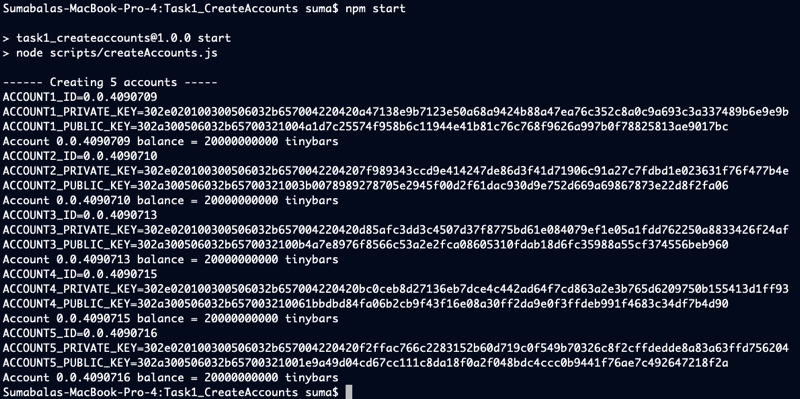 Sumabalas-MacBook-Pro-4:Task1_CreateAccounts suma$ npm start
> task1_createaccounts@1.0.0 start
> node scripts/createAccounts.js
------ Creating 5 accounts -----
ACCOUNT1_ID=0.0.4090709
ACCOUNT1_PRIVATE_KEY=302e020100300506032b657004220420a47138e9b7123e50a68a9424b88a47ea76c352c8a0c9a693c3a337489b6e9e9b
ACCOUNT1_PUBLIC_KEY=302a300506032b65700321004a1d7c25574f958b6c11944e41b81c76c768f9626a997b0f78825813ae9017bc
Account 0.0.4090709 balance = 20000000000 tinybars
ACCOUNT2_ID=0.0.4090710
ACCOUNT2_PRIVATE_KEY=302e020100300506032b6570042204207f989343ccd9e414247de86d3f41d71906c91a27c7fdbd1e023631f76f477b4e
ACCOUNT2_PUBLIC_KEY=302a300506032b65700321003b0078989278705e2945f00d2f61dac930d9e752d669a69867873e22d8f2fa06
Account 0.0.4090710 balance = 20000000000 tinybars
ACCOUNT3_ID=0.0.4090713
ACCOUNT3_PRIVATE_KEY=302e020100300506032b657004220420d85afc3dd3c4507d37f8775bd61e084079ef1e05a1fdd762250a8833426f24af
ACCOUNT3_PUBLIC_KEY=302a300506032b6570032100b4a7e8976f8566c53a2e2fca08605310fdab18d6fc35988a55cf374556beb960
Account 0.0.4090713 balance = 20000000000 tinybars
ACCOUNT4_ID=0.0.4090715
ACCOUNT4_PRIVATE_KEY=302e020100300506032b657004220420bc0ceb8d27136eb7dce4c442ad64f7cd863a2e3b765d6209750b155413d1ff93
ACCOUNT4_PUBLIC_KEY=302a300506032b657003210061bbdbd84fa06b2cb9f43f16e08a30ff2da9e0f3ffdeb991f4683c34df7b4d90
Account 0.0.4090715 balance = 20000000000 tinybars
ACCOUNT5_ID=0.0.4090716
ACCOUNT5_PRIVATE_KEY=302e020100300506032b657004220420f2ffac766c2283152b60d719c0f549b70326c8f2cffdedde8a83a63ffd756204
ACCOUNT5_PUBLIC_KEY=302a300506032b65700321001e9a49d04cd67cc111c8da18f0a2f048bdc4ccc0b9441f76ae7c492647218f2a
Account 0.0.4090716 balance = 20000000000 tinybars
Sumabalas-MacBook-Pro-4:Task1_CreateAccounts suma$